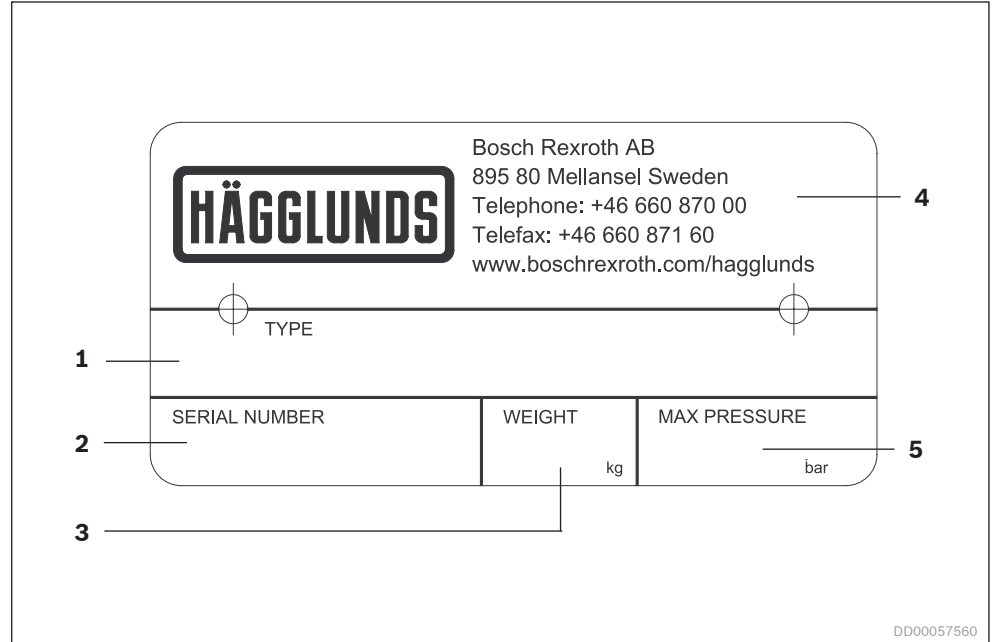 HÄGGLUNDS
Bosch Rexroth AB
895 80 Mellansel Sweden
Telephone: +46 660 870 00
Telefax: +46 660 871 60
www.boschrexroth.com/hagglunds
4
TYPE
1
SERIAL NUMBER
WEIGHT
MAX PRESSURE
2
kg
bar
5
3
DD00057560